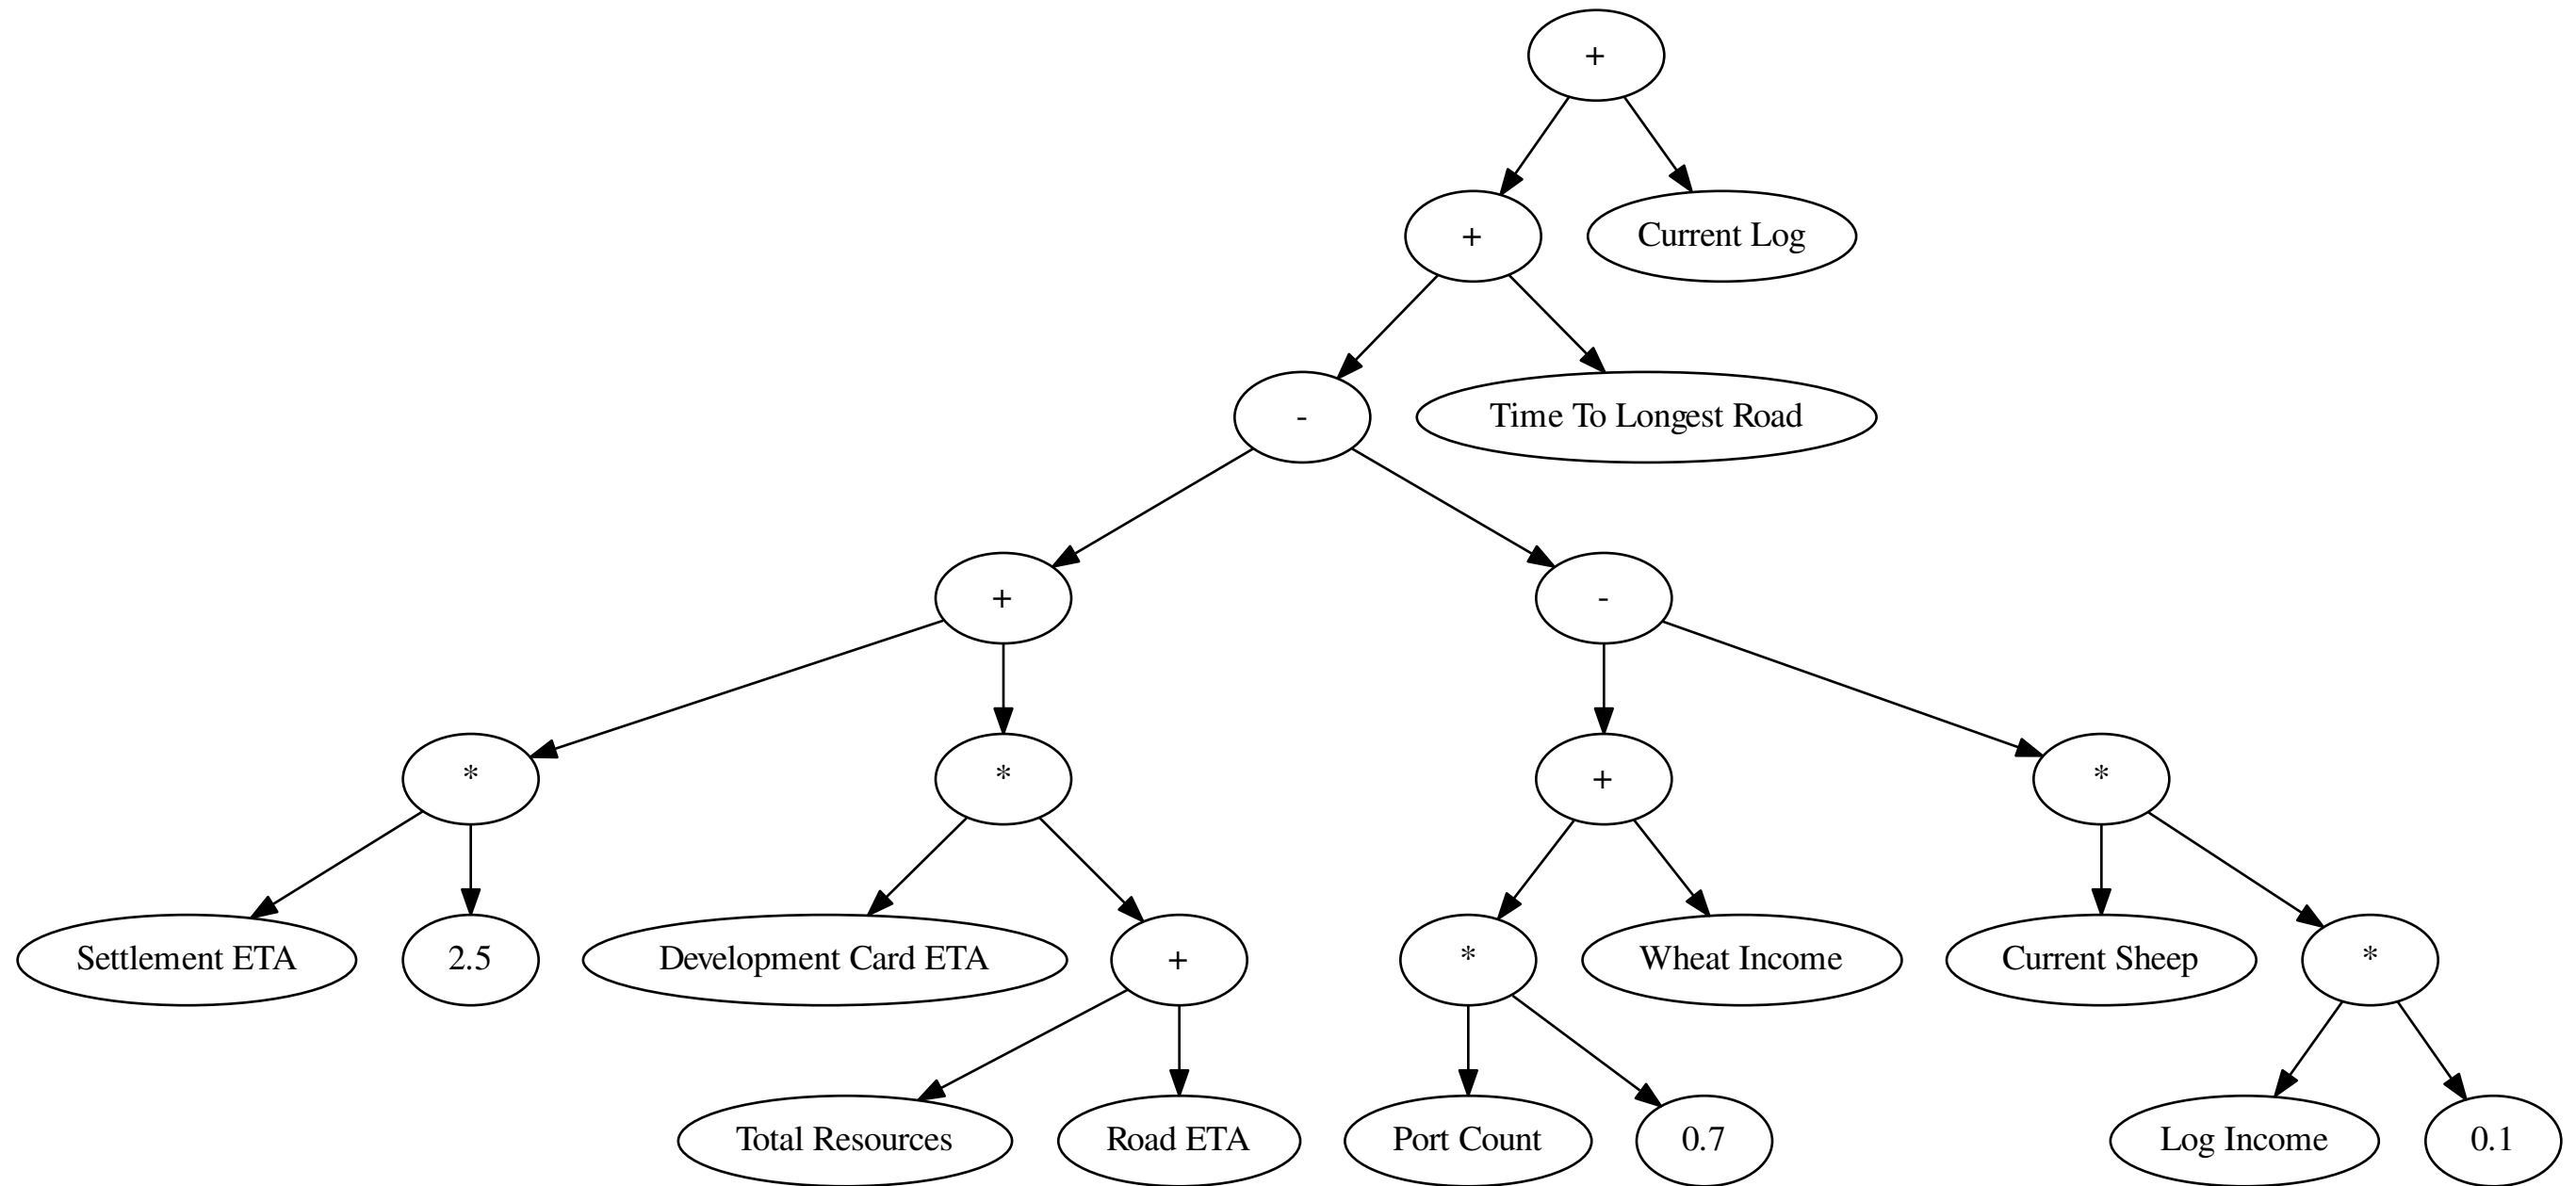 +
+
Current Log
-
Time To Longest Road
+
-
*
*
+
*
Settlement ETA
2.5
Development Card ETA
+
*
Wheat Income
Current Sheep
*
Total Resources
Road ETA
Port Count
0.7
Log Income
0.1